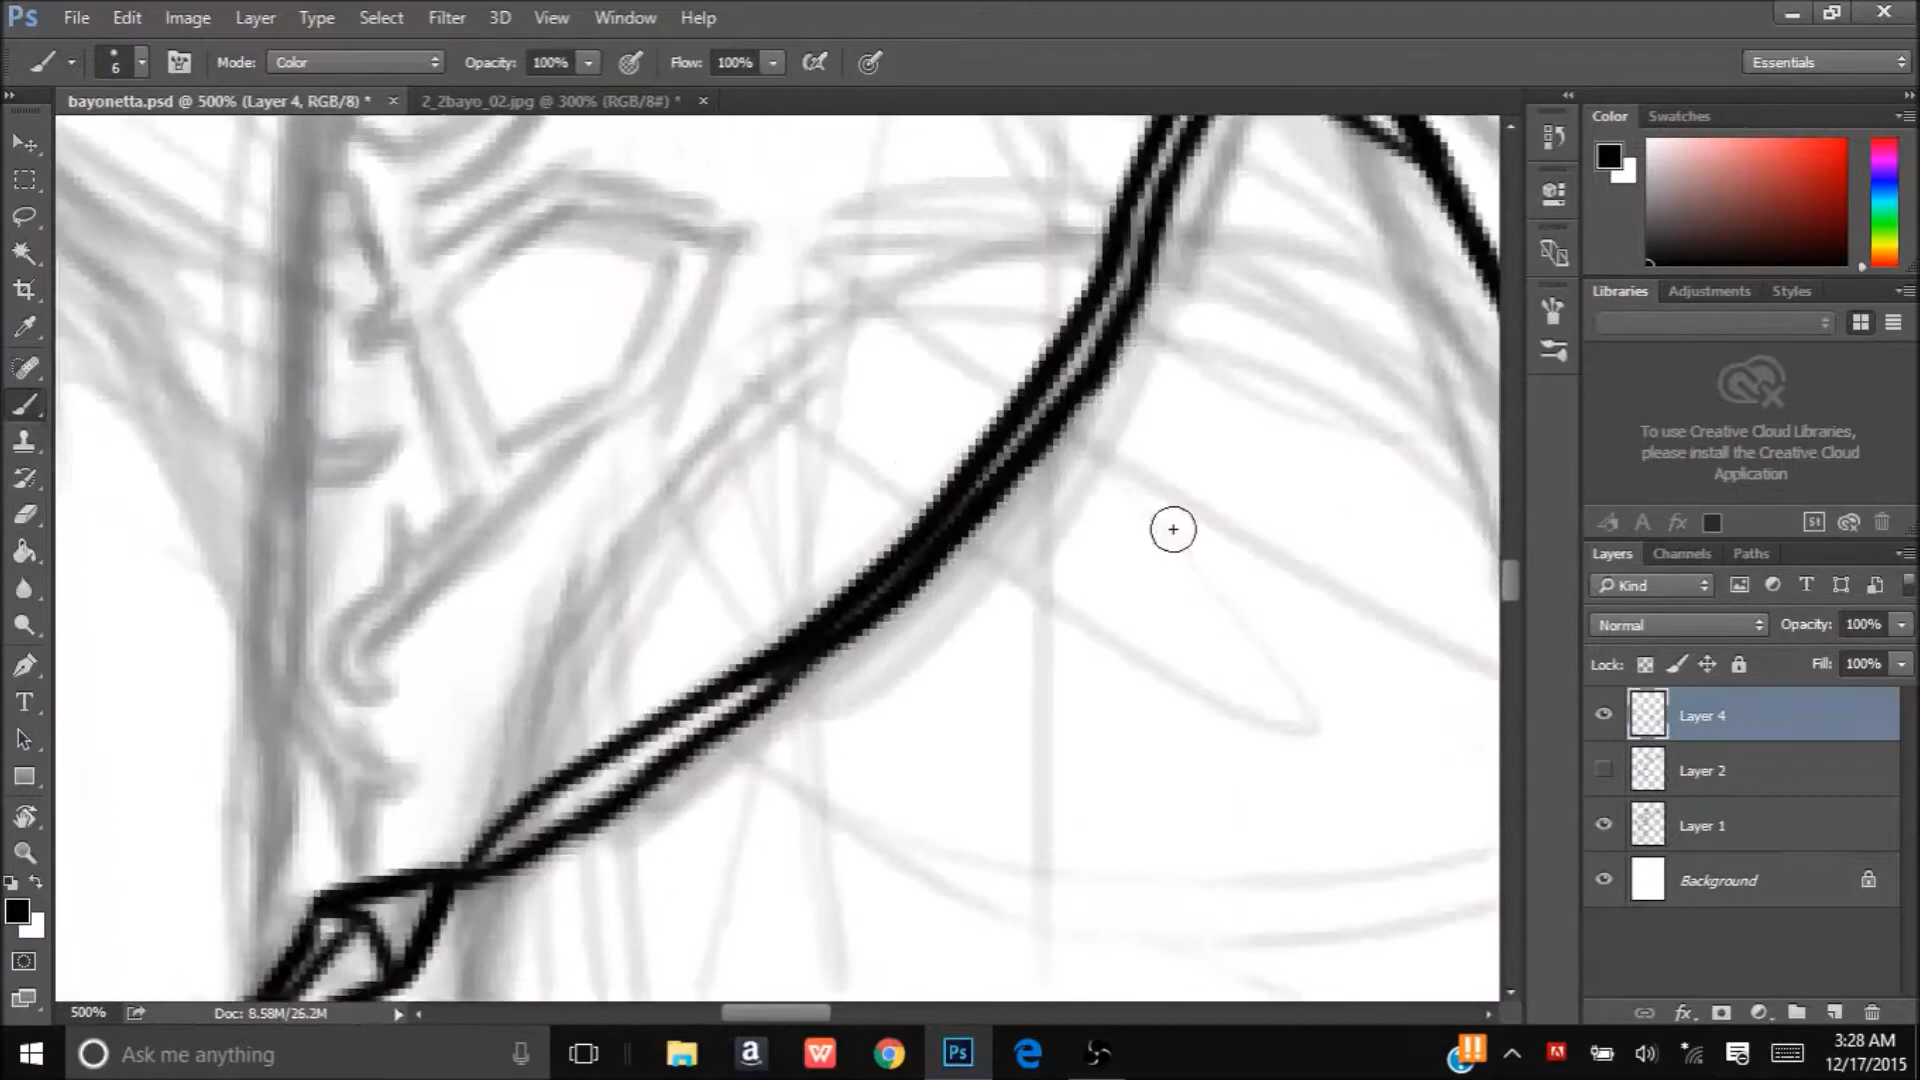 Ps File Edit Image Layer Type Select Filter 3D View Window Help
6 Mode: Color Opacity: 100% Flow: 100% Essentials
bayonetta.psd @ 500% (Layer 4, RGB/8) * × 2_2bayo_02.jpg @ 300% (RGB/8#) * ×
Color Swatches
Libraries Adjustments Styles
To use Creative Cloud Libraries,
please install the Creative Cloud
Application
A fx St
Layers Channels Paths
Kind T
Normal Opacity: 100%
Lock: Fill: 100%
Layer 4
Layer 2
Layer 1
Background
T
fx
500% Doc: 8.58M/26.2M
Ask me anything
a W Ps e
3:28 AM
12/17/2015